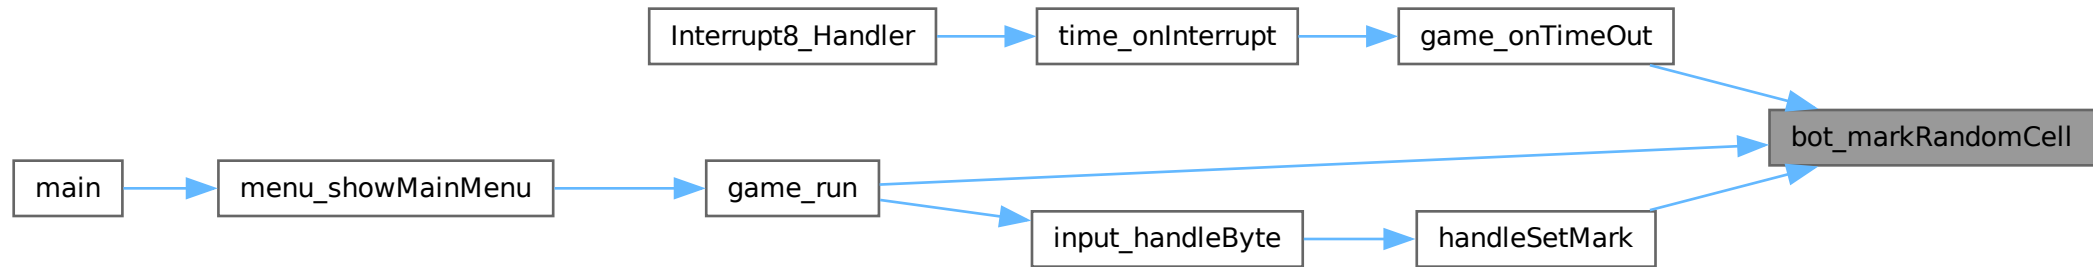 Interrupt8_Handler
time_onInterrupt
game_onTimeOut
bot_markRandomCell
main
menu_showMainMenu
game_run
input_handleByte
handleSetMark